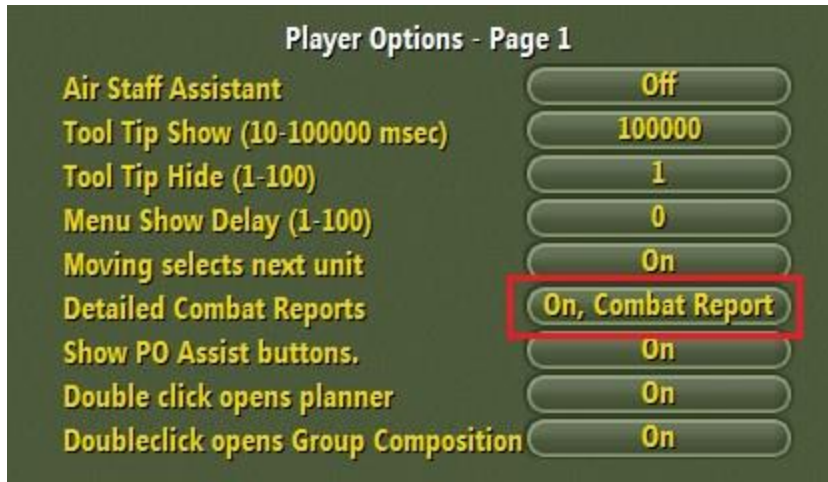 Player Options - Page 1
Air Staff Assistant Off
Tool Tip Show (10-100000 msec) 100000
Tool Tip Hide (1-100) 1
Menu Show Delay (1-100) 0
Moving selects next unit On
Detailed Combat Reports On, Combat Report
Show PO Assist buttons. On
Double click opens planner On
Doubleclick opens Group Composition On